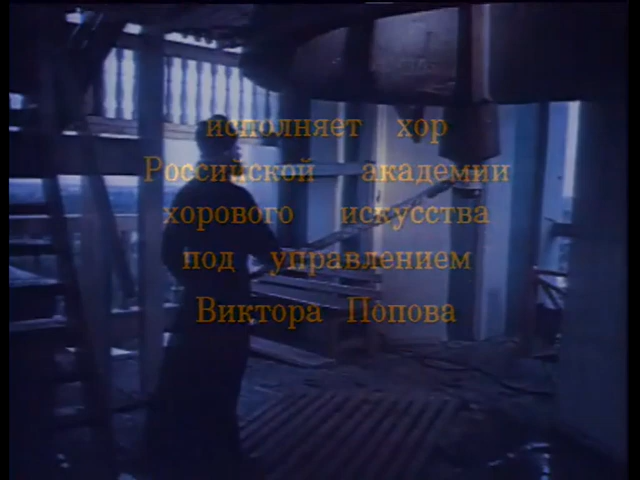 исполняет хор
Российской академии
хорового искусства
под управлением
Виктора Попова